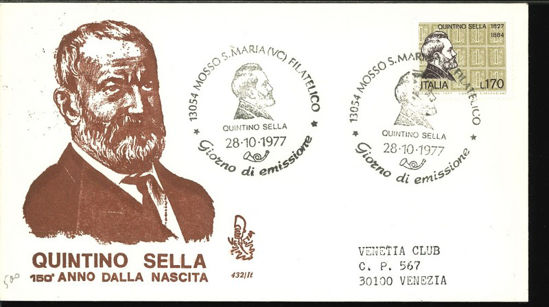 QUINTINO SELLA 1827
1884
ITALIA L.170
13054 MOSSO S. MARIA (VC) FILATELICO
QUINTINO SELLA
28-10-1977
Giorno di emissione
13054 MOSSO S. MARIA FILATELICO
QUINTINO SELLA
28-10-1977
Giorno di emissione
QUINTINO SELLA
150° ANNO DALLA NASCITA
432/It
500
VENETIA CLUB
C. P. 567
30100 VENEZIA